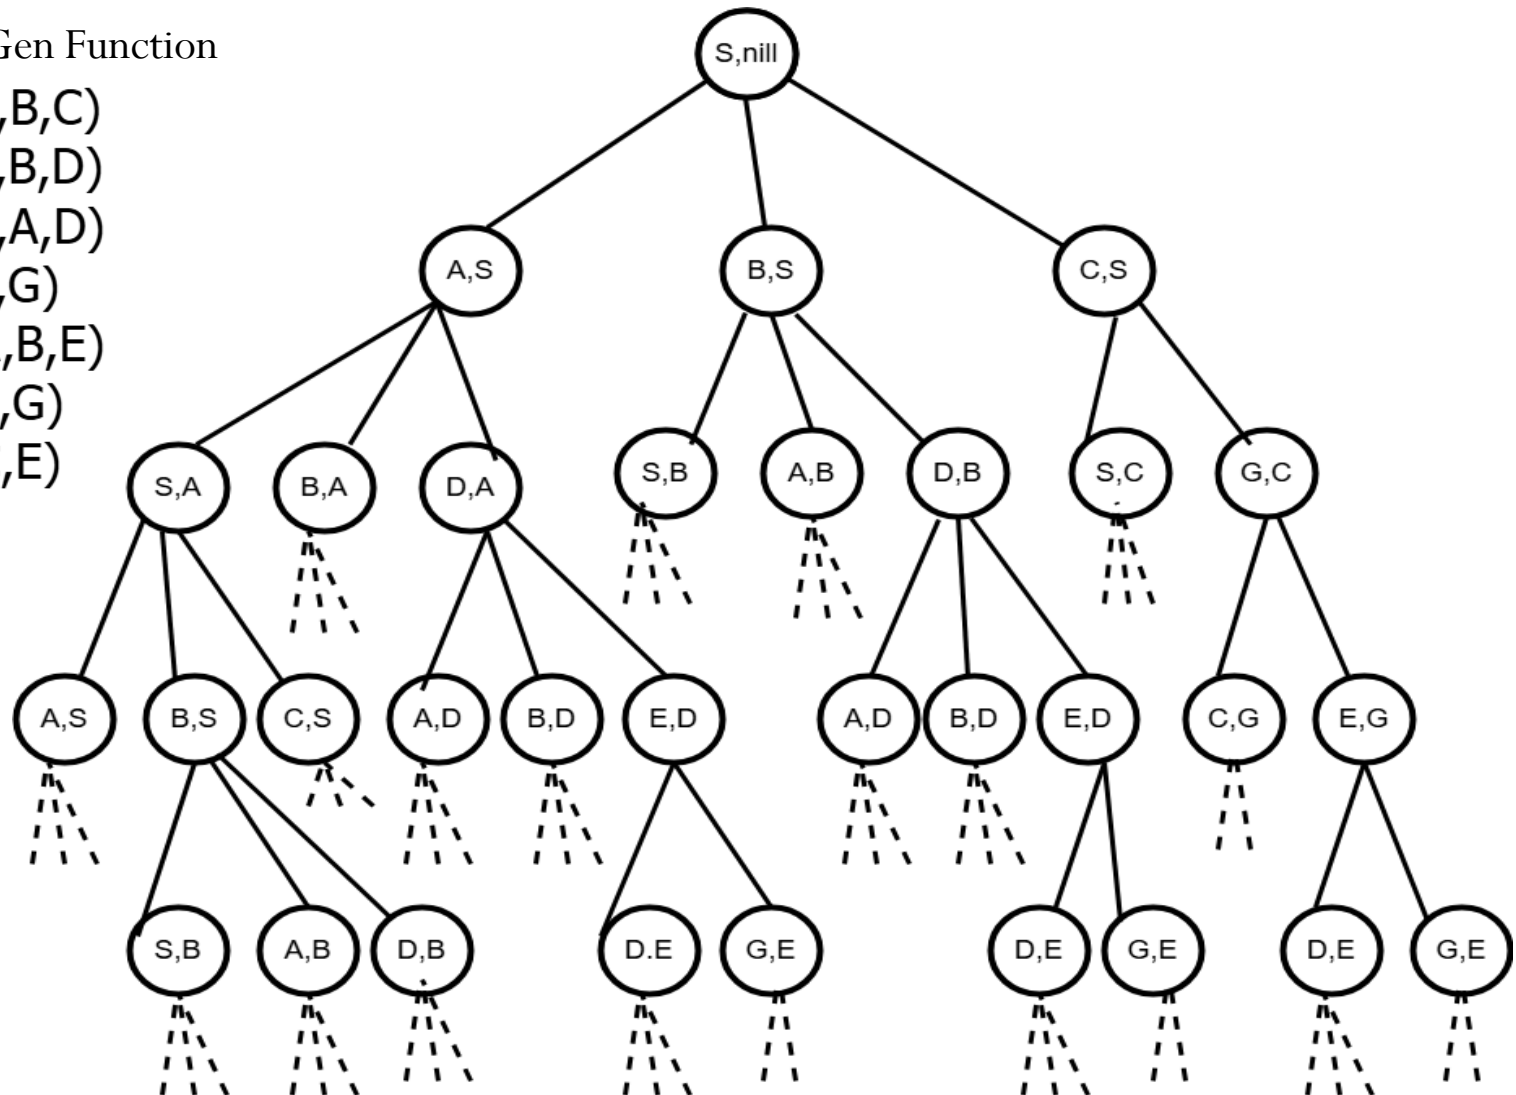 Gen Function
,B,C)
,B,D)
,A,D)
,G)
,B,E)
,G)
,E)
S,nill
A,S B,S C,S
S,A B,A D,A S,B A,B D,B S,C G,C
A,S B,S C,S A,D B,D E,D A,D B,D E,D C,G E,G
S,B A,B D,B D.E G,E D,E G,E D,E G,E